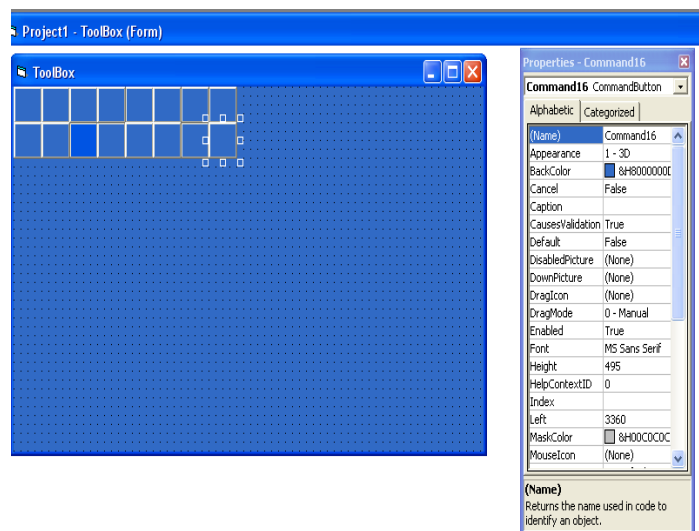 Project1 - ToolBox (Form)
ToolBox
Properties - Command16
Command16 CommandButton
Alphabetic Categorized
(Name) Command16
Appearance 1 - 3D
BackColor &H8000000D
Cancel False
Caption
CausesValidation True
Default False
DisabledPicture (None)
DownPicture (None)
DragIcon (None)
DragMode 0 - Manual
Enabled True
Font MS Sans Serif
Height 495
HelpContextID 0
Index
Left 3360
MaskColor &H00C0C0C
MouseIcon (None)
(Name)
Returns the name used in code to
identify an object.